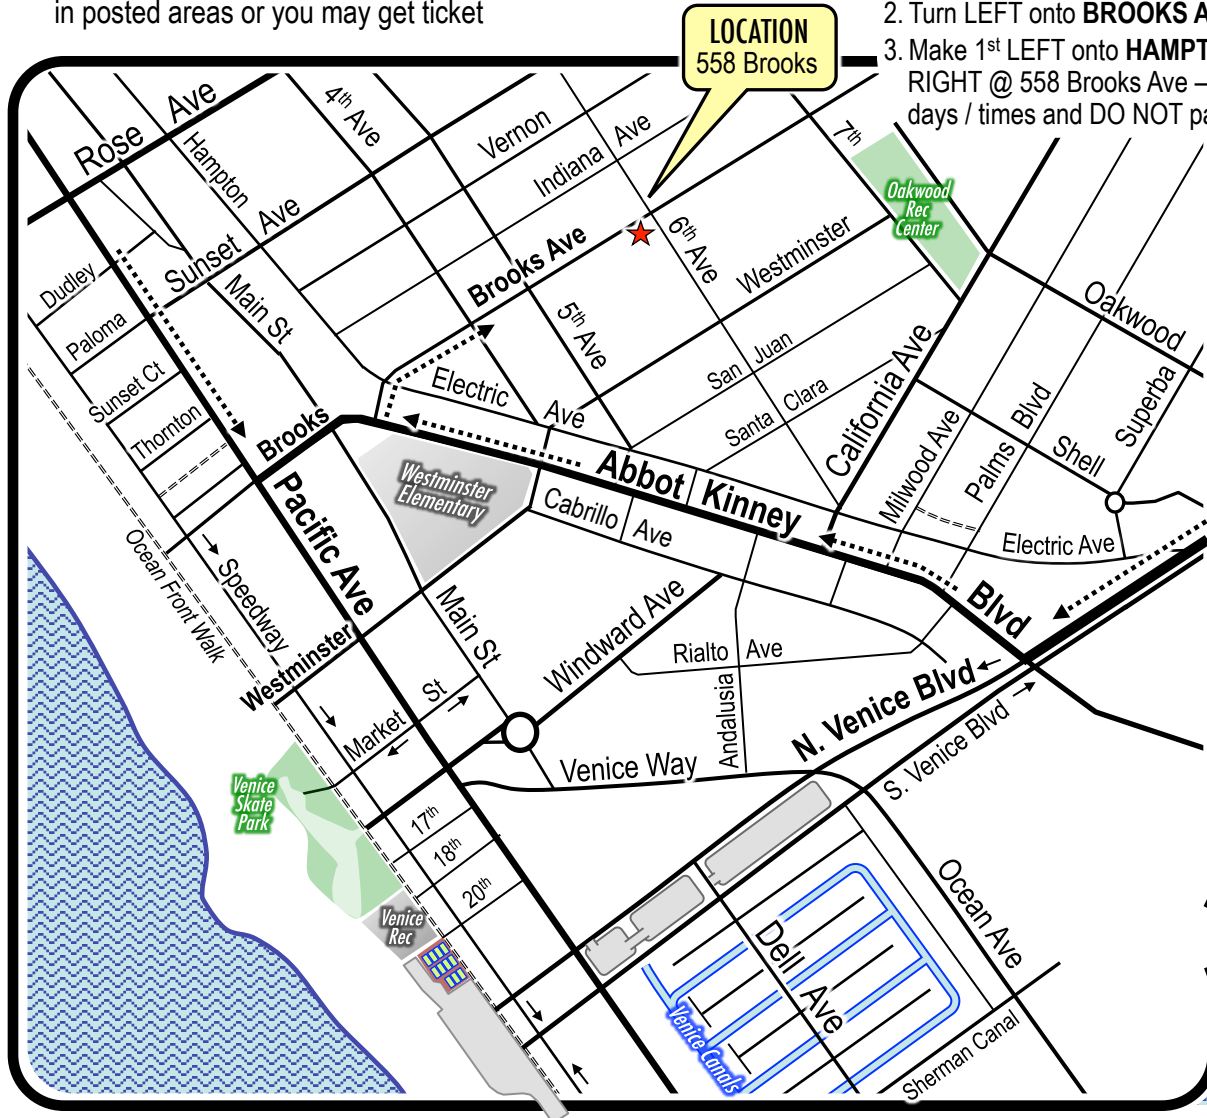 in posted areas or you may get ticket
2. Turn LEFT onto BROOKS A
3. Make 1st LEFT onto HAMPT
RIGHT @ 558 Brooks Ave –
days / times and DO NOT pa
LOCATION
558 Brooks
Rose Ave
Hampton
4th Ave
Vernon
Indiana Ave
7th
Oakwood
Rec
Center
Sunset Ave
Brooks Ave
6th Ave
Westminster
Dudley
Main St
Paloma
5th Ave
Oakwood
Sunset Ct
San Juan
Electric Ave
Santa Clara
California Ave
Superba
Thornton
Brooks
Milwood Ave
Palms Blvd
Shell
Westminster
Elementary
Abbot Kinney Blvd
Cabrillo Ave
Pacific Ave
Electric Ave
Ocean Front Walk
Speedway
Main St
Windward Ave
Westminster
Rialto Ave
Andalusia
N. Venice Blvd
Market St
Venice Way
S. Venice Blvd
Venice
Skate
Park
17th
18th
20th
Venice
Rec
Ocean Ave
Dell Ave
Venice Canals
Sherman Canal